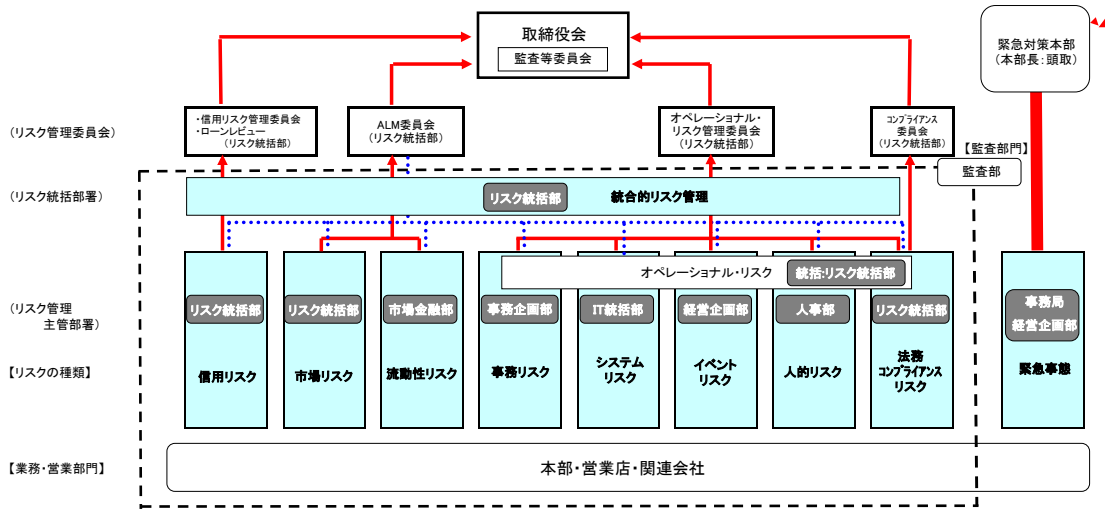 取締役会
監査等委員会
緊急対策本部
(本部長:頭取)
(リスク管理委員会)
・信用リスク管理委員会
・ローンレビュー
(リスク統括部)
ALM委員会
(リスク統括部)
オペレーショナル・
リスク管理委員会
(リスク統括部)
コンプライアンス
委員会
(リスク統括部)
【監査部門】
監査部
(リスク統括部署)
リスク統括部
統合的リスク管理
オペレーショナル・リスク
統括:リスク統括部
(リスク管理
主管部署)
リスク統括部
リスク統括部
市場金融部
事務企画部
IT統括部
経営企画部
人事部
リスク統括部
事務局
経営企画部
【リスクの種類】
信用リスク
市場リスク
流動性リスク
事務リスク
システム
リスク
イベント
リスク
人的リスク
法務
コンプライアンス
リスク
緊急事態
【業務・営業部門】
本部・営業店・関連会社